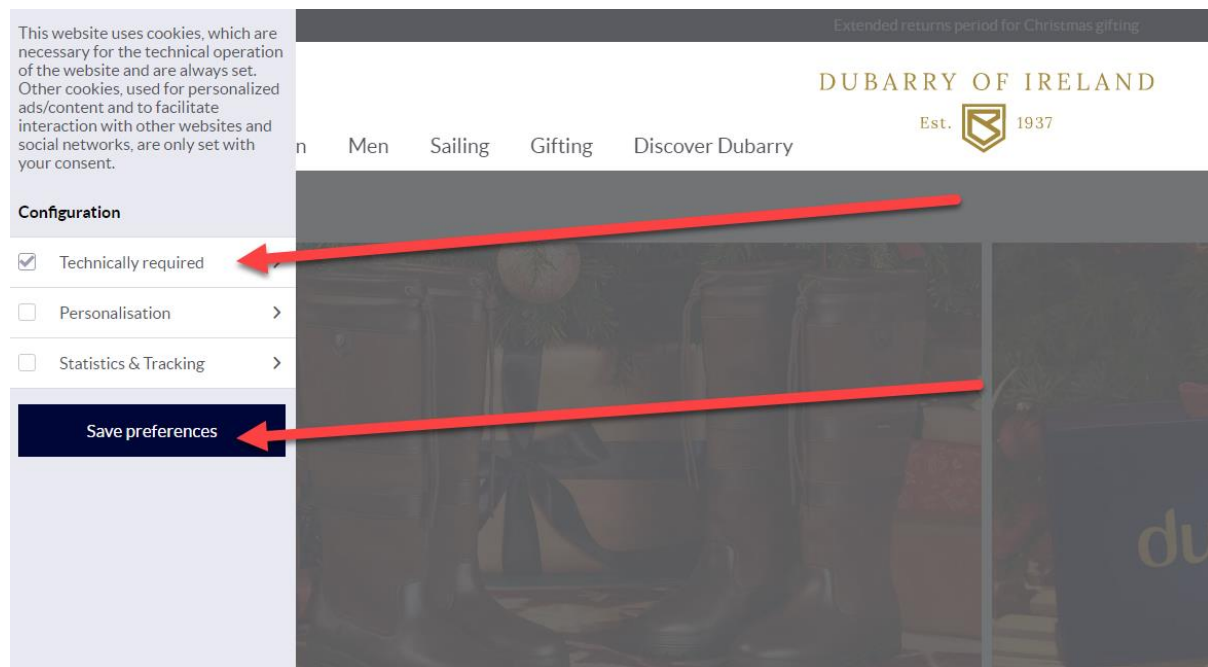 This website uses cookies, which are
necessary for the technical operation
of the website and are always set.
Other cookies, used for personalized
ads/content and to facilitate
interaction with other websites and
social networks, are only set with
your consent.
Configuration
Technically required
Personalisation
Statistics & Tracking
Save preferences
Extended returns period for Christmas gifting
DUBARRY OF IRELAND
Est. 1937
n Men Sailing Gifting Discover Dubarry
du